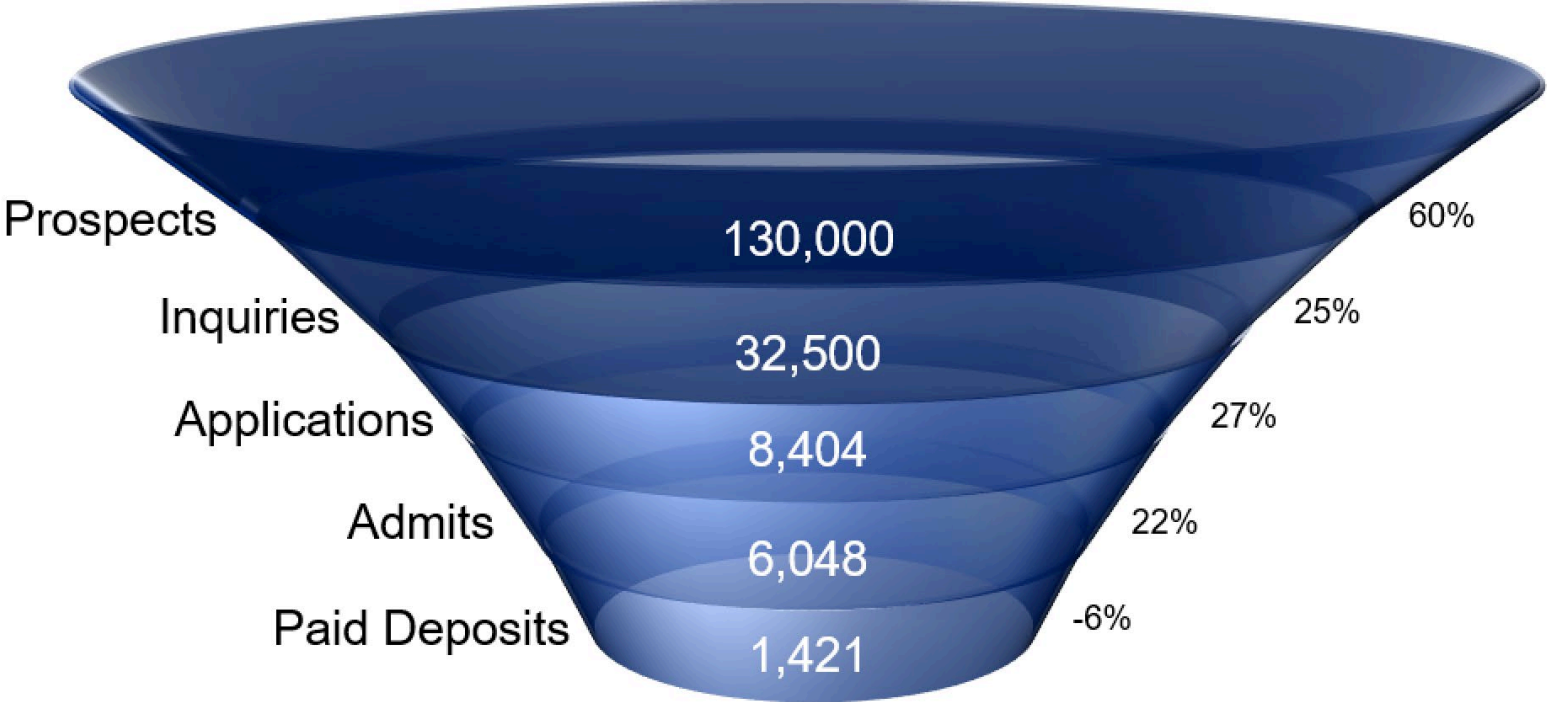 Prospects 130,000 60%
Inquiries 32,500 25%
Applications 8,404 27%
Admits 6,048 22%
Paid Deposits 1,421 -6%